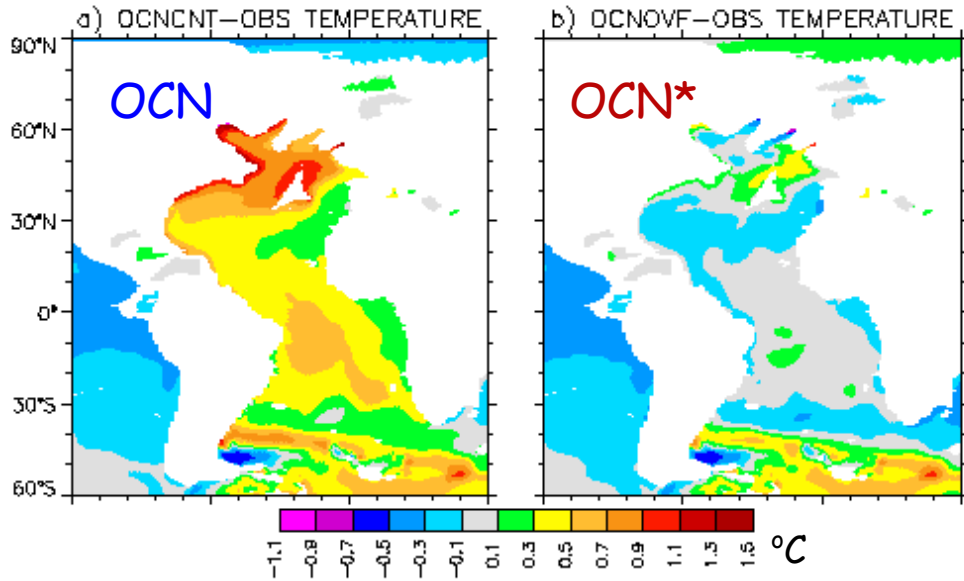 a) OCNCNT-OBS TEMPERATURE
b) OCNOVF-OBS TEMPERATURE
OCN
OCN*
90°N
60°N
30°N
0°
30°S
60°S
-1.1 -0.9 -0.7 -0.5 -0.3 -0.1 0.1 0.3 0.5 0.7 0.9 1.1 1.3 1.5 °C